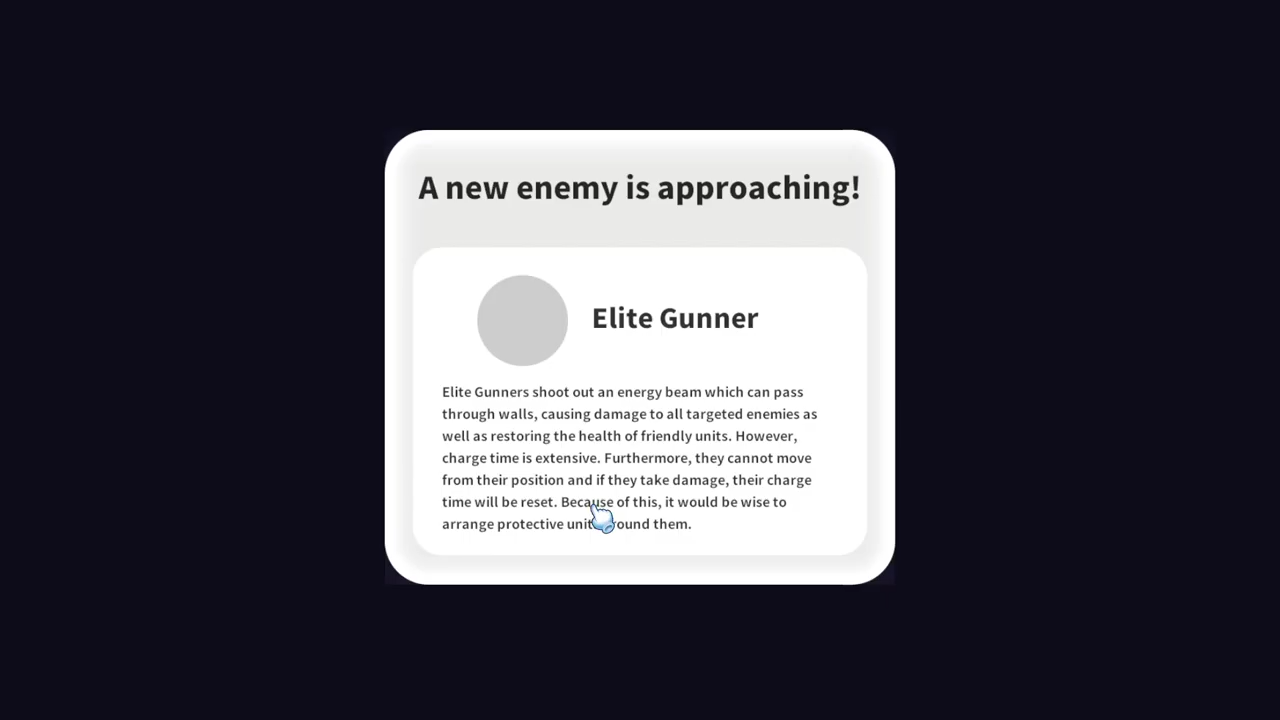 A new enemy is approaching!
Elite Gunner
Elite Gunners shoot out an energy beam which can pass
through walls, causing damage to all targeted enemies as
well as restoring the health of friendly units. However,
charge time is extensive. Furthermore, they cannot move
from their position and if they take damage, their charge
time will be reset. Because of this, it would be wise to
arrange protective units around them.